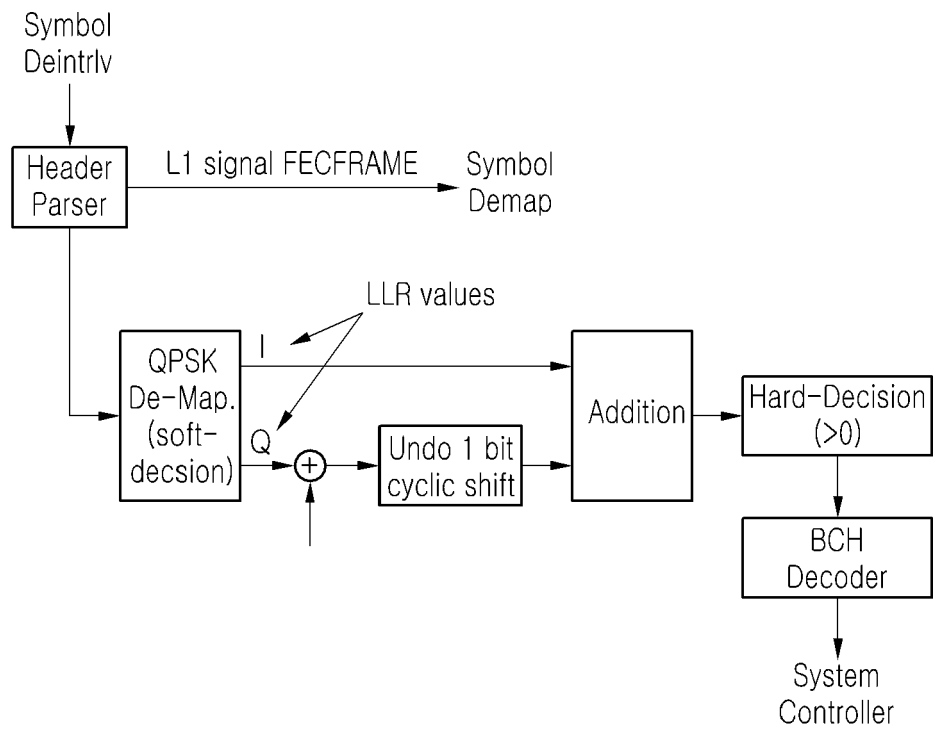 Symbol
Deintrlv
Header
Parser
L1 signal FECFRAME
Symbol
Demap
LLR values
QPSK
De-Map.
(soft-
decsion)
I
Q
+
Undo 1 bit
cyclic shift
Addition
Hard-Decision
(>0)
BCH
Decoder
System
Controller